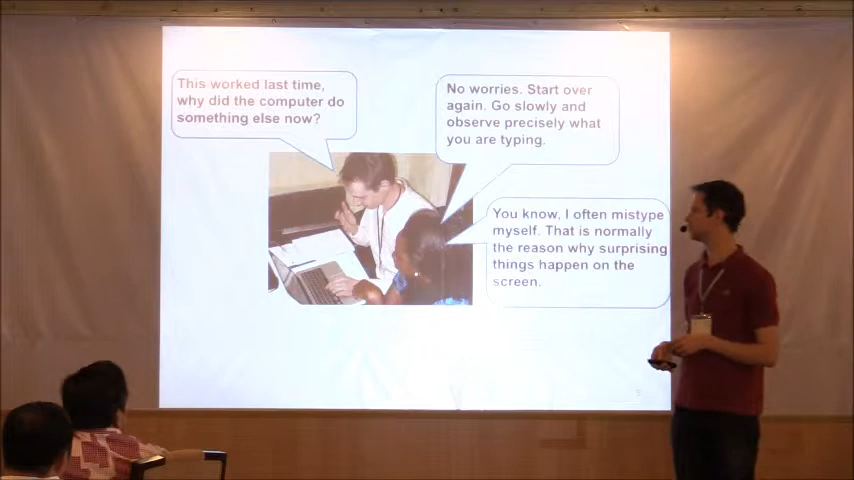 This worked last time,
why did the computer do
something else now?
No worries. Start over
again. Go slowly and
observe precisely what
you are typing.
You know, I often mistype
myself. That is normally
the reason why surprising
things happen on the
screen.